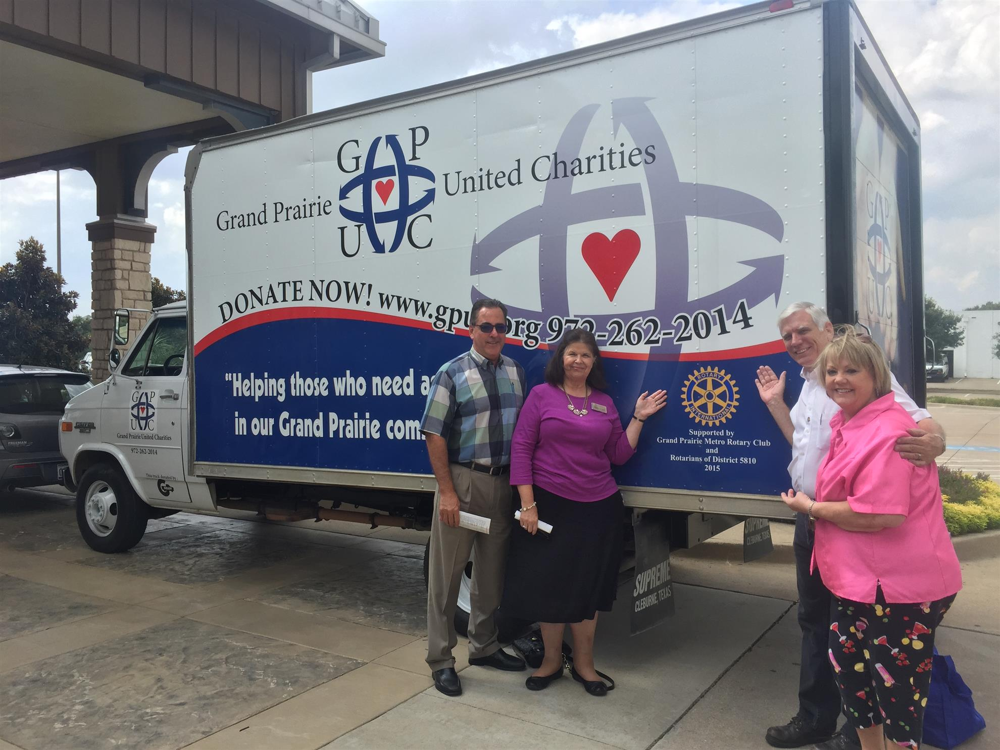 G P
Grand Prairie United Charities
U C
DONATE NOW! www.gpu .org 972-262-2014
"Helping those who need a
in our Grand Prairie com
ROTARY
INTERNATIONAL
Supported by
Grand Prairie Metro Rotary Club
and
Rotarians of District 5810
2015
G P
U C
Grand Prairie United Charities
972-262-2014
This truck donated by:
GRAFF
FREEMAN
SUPREME
CLEBURNE, TEXAS
SUPREME
CLEBURNE, TEXAS
G P
U C